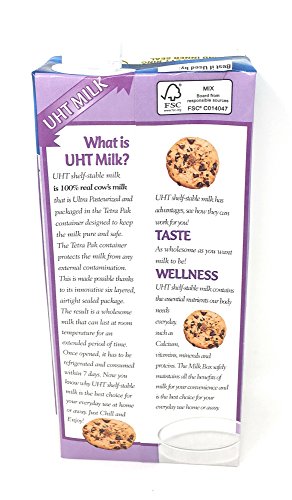 Best if Used by
UHT MILK
FSC
www.fsc.org
MIX
Board from
responsible sources
FSC® C014047
What is
UHT Milk?
UHT shelf-stable milk
is 100% real cow's milk
that is Ultra Pasteurized and
packaged in the Tetra Pak
container designed to keep
the milk pure and safe.
The Tetra Pak container
protects the milk from any
external contamination.
This is made possible thanks
to its innovative six layered,
airtight sealed package.
The result is a wholesome
milk that can last at room
temperature for an
extended period of time.
Once opened, it has to be
refrigerated and consumed
within 7 days. Now you
know why UHT shelf-stable
milk is the best choice for
your everyday use at home
or away. Just Chill and
Enjoy!
UHT shelf-stable milk has
advantages, see how they can
work for you!
TASTE
As wholesome as you want
milk to be!
WELLNESS
UHT shelf-stable milk contains
the essential nutrients our body
needs
everyday,
such as
Calcium,
vitamins, minerals and
proteins. The Milk Box safely
maintains all the benefits of
milk for your convenience and
is the best choice for your
everyday use home or away.